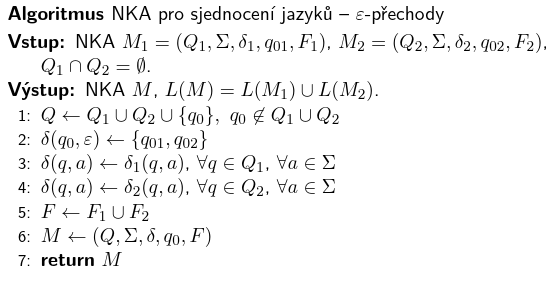 Algoritmus NKA pro sjednocení jazyků – ε-přechody
Vstup: NKA M₁ = (Q₁, Σ, δ₁, q₀₁, F₁), M₂ = (Q₂, Σ, δ₂, q₀₂, F₂),
Q₁ ∩ Q₂ = ∅.
Výstup: NKA M, L(M) = L(M₁) ∪ L(M₂).
1: Q ← Q₁ ∪ Q₂ ∪ {q₀}, q₀ ∉ Q₁ ∪ Q₂
2: δ(q₀, ε) ← {q₀₁, q₀₂}
3: δ(q, a) ← δ₁(q, a), ∀q ∈ Q₁, ∀a ∈ Σ
4: δ(q, a) ← δ₂(q, a), ∀q ∈ Q₂, ∀a ∈ Σ
5: F ← F₁ ∪ F₂
6: M ← (Q, Σ, δ, q₀, F)
7: return M